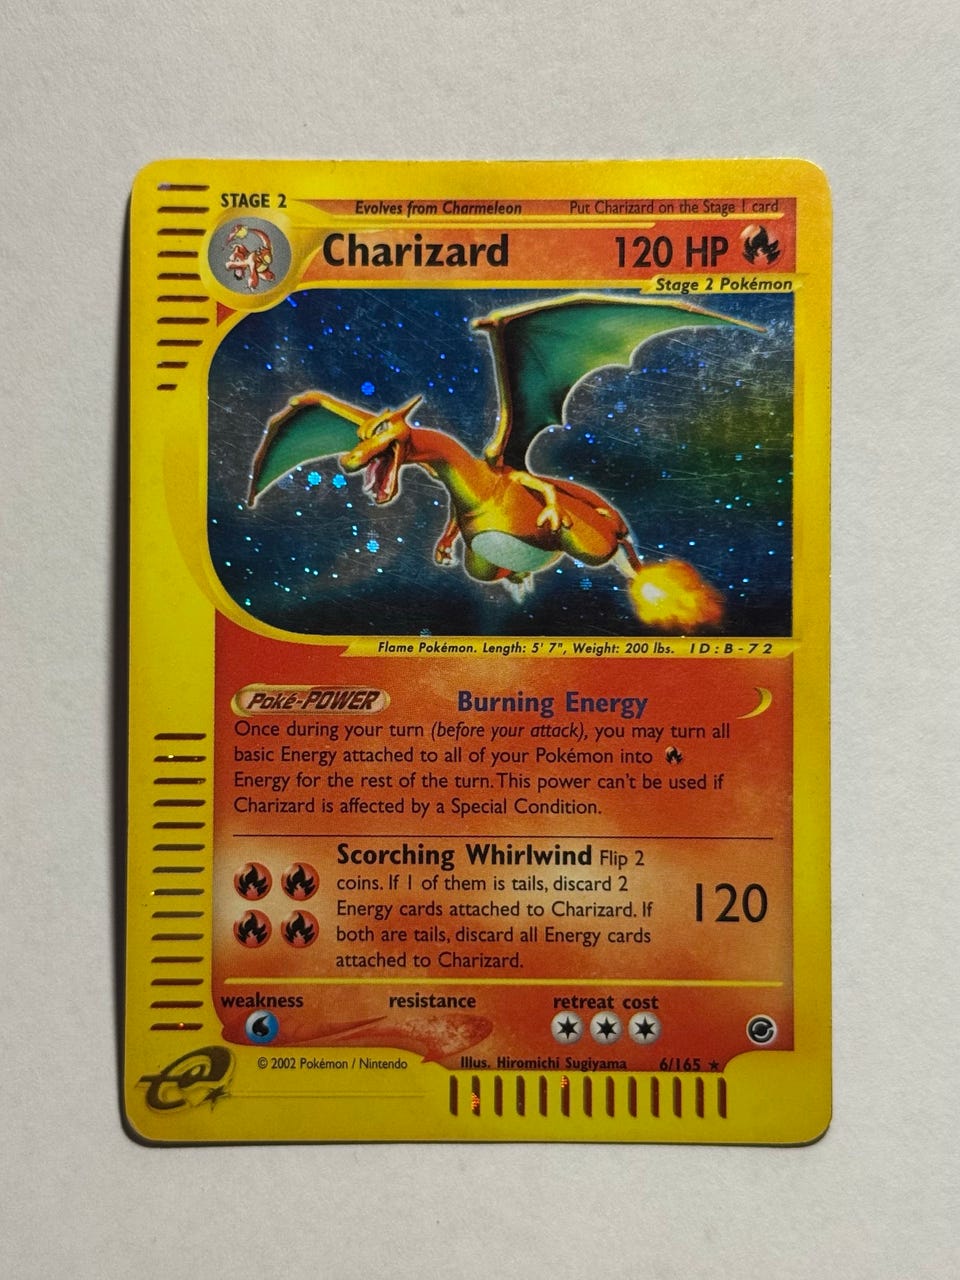 STAGE 2
Evolves from Charmeleon Put Charizard on the Stage 1 card
Charizard 120 HP
Stage 2 Pokémon
Flame Pokémon. Length: 5' 7", Weight: 200 lbs. ID:B-72
Poké-POWER Burning Energy
Once during your turn (before your attack), you may turn all
basic Energy attached to all of your Pokémon into
Energy for the rest of the turn. This power can't be used if
Charizard is affected by a Special Condition.
Scorching Whirlwind Flip 2
coins. If 1 of them is tails, discard 2
Energy cards attached to Charizard. If
both are tails, discard all Energy cards
attached to Charizard.
120
weakness resistance retreat cost
e
© 2002 Pokémon / Nintendo Illus. Hiromichi Sugiyama 6/165